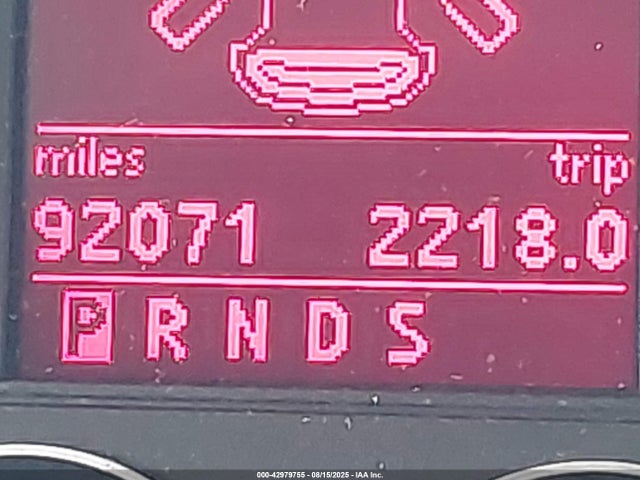 miles trip
92071 2218.0
P R N D S
000-42979755 - 08/15/2025 - IAA Inc.